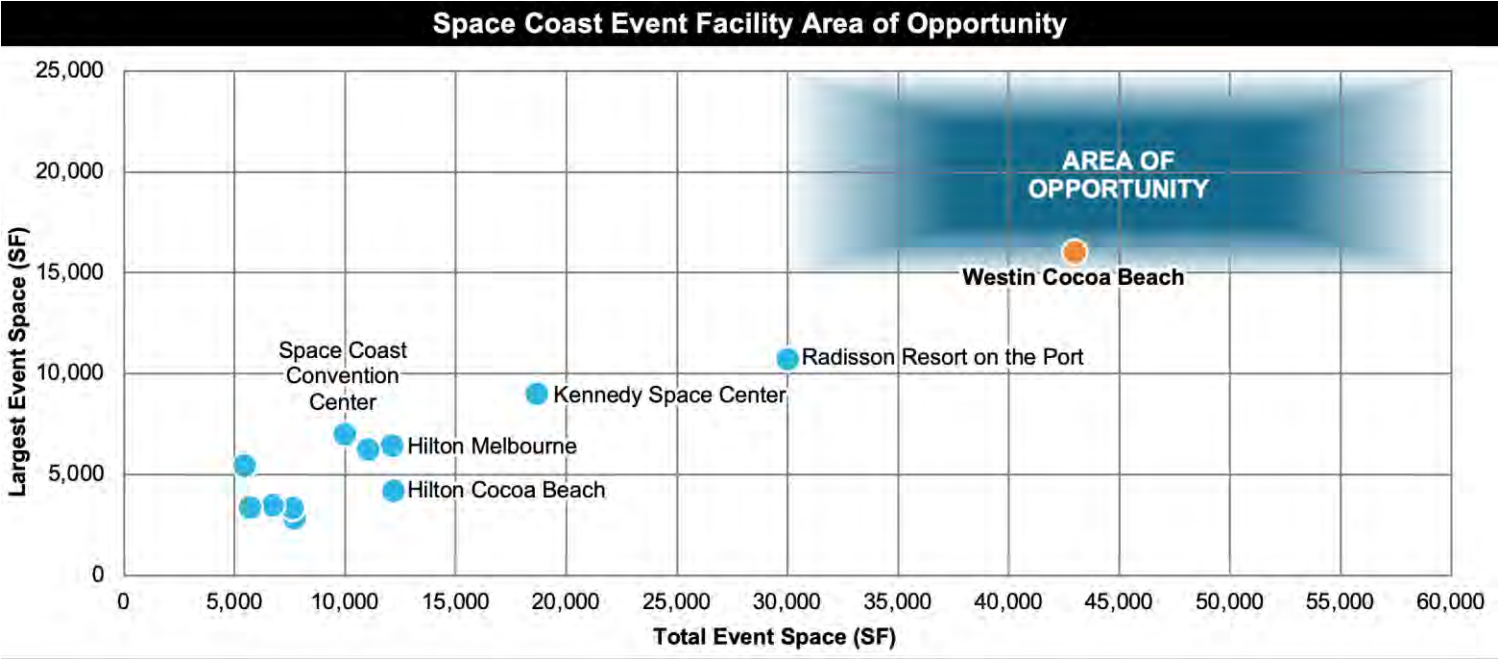 Space Coast Event Facility Area of Opportunity
25,000
20,000
15,000
10,000
5,000
0
Largest Event Space (SF)
AREA OF
OPPORTUNITY
Westin Cocoa Beach
Radisson Resort on the Port
Space Coast
Convention
Center
Kennedy Space Center
Hilton Melbourne
Hilton Cocoa Beach
0
5,000
10,000
15,000
20,000
25,000
30,000
35,000
40,000
45,000
50,000
55,000
60,000
Total Event Space (SF)